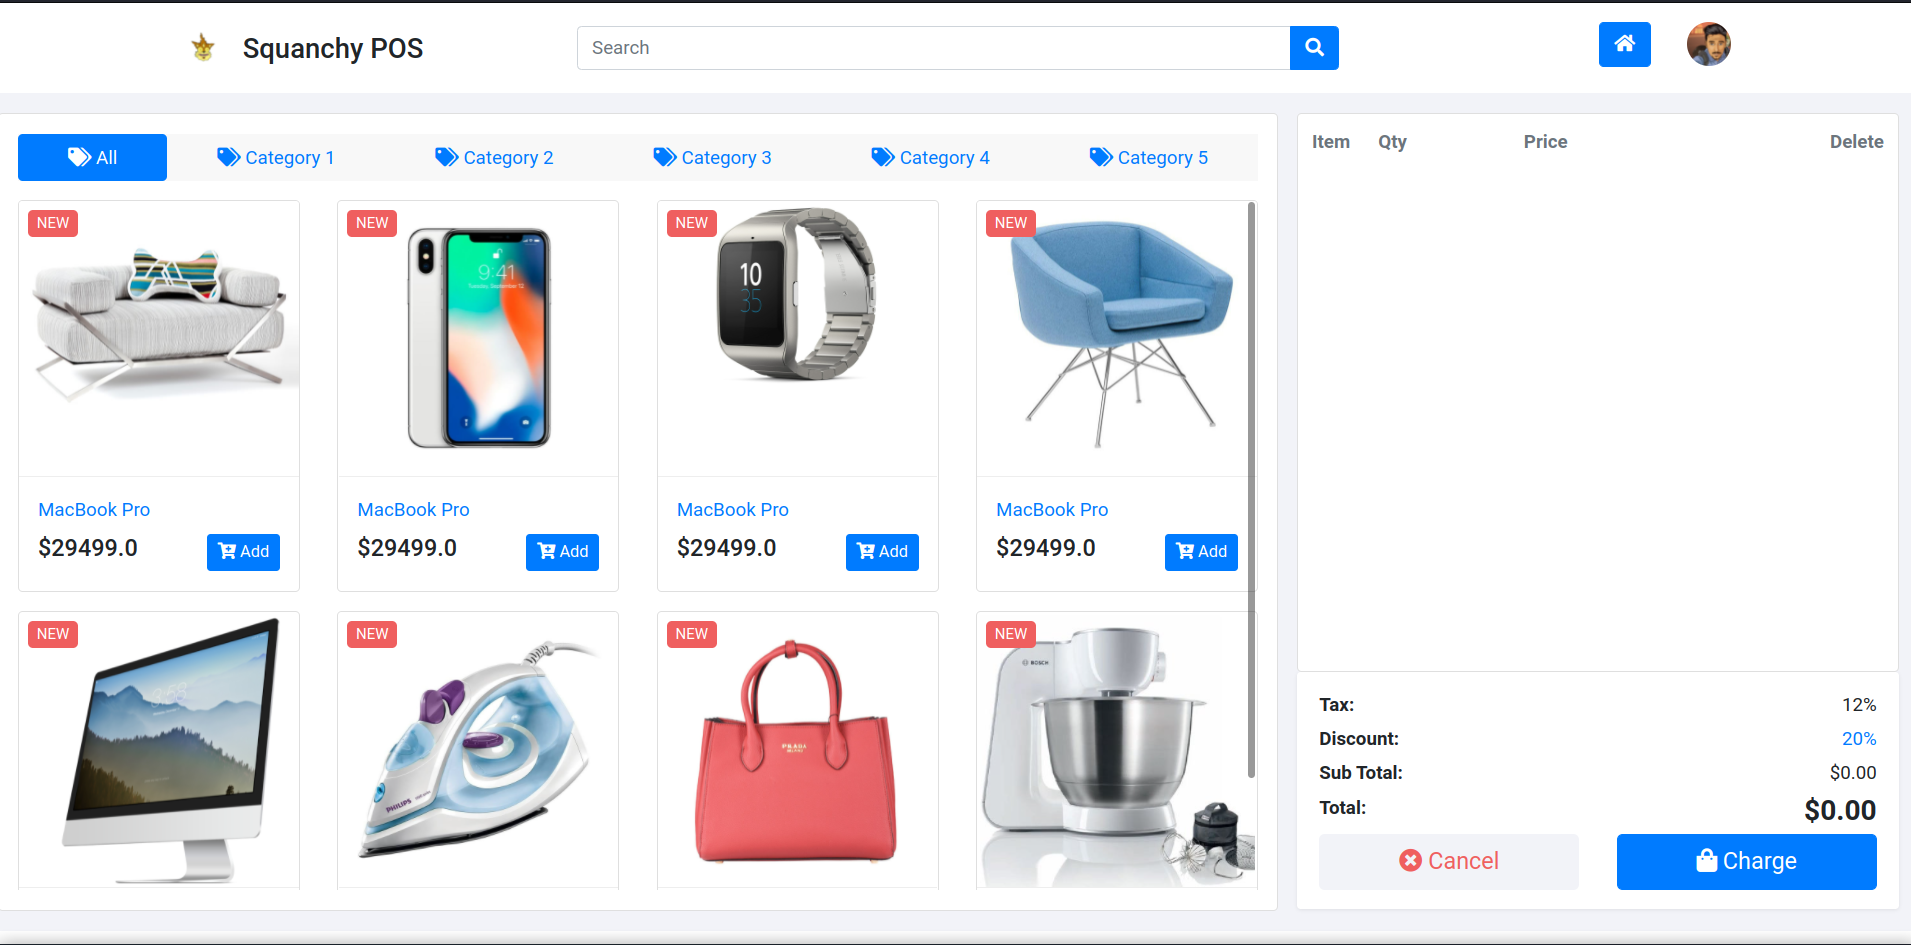 Squanchy POS
Search
All
Category 1
Category 2
Category 3
Category 4
Category 5
Item Qty Price Delete
NEW
NEW
9:41
NEW
10
35
NEW
MacBook Pro
$29499.0
Add
MacBook Pro
$29499.0
Add
MacBook Pro
$29499.0
Add
MacBook Pro
$29499.0
Add
NEW
NEW
PHILIPS
NEW
PRADA
NEW
BOSCH
Tax: 12%
Discount: 20%
Sub Total: $0.00
Total: $0.00
Cancel
Charge